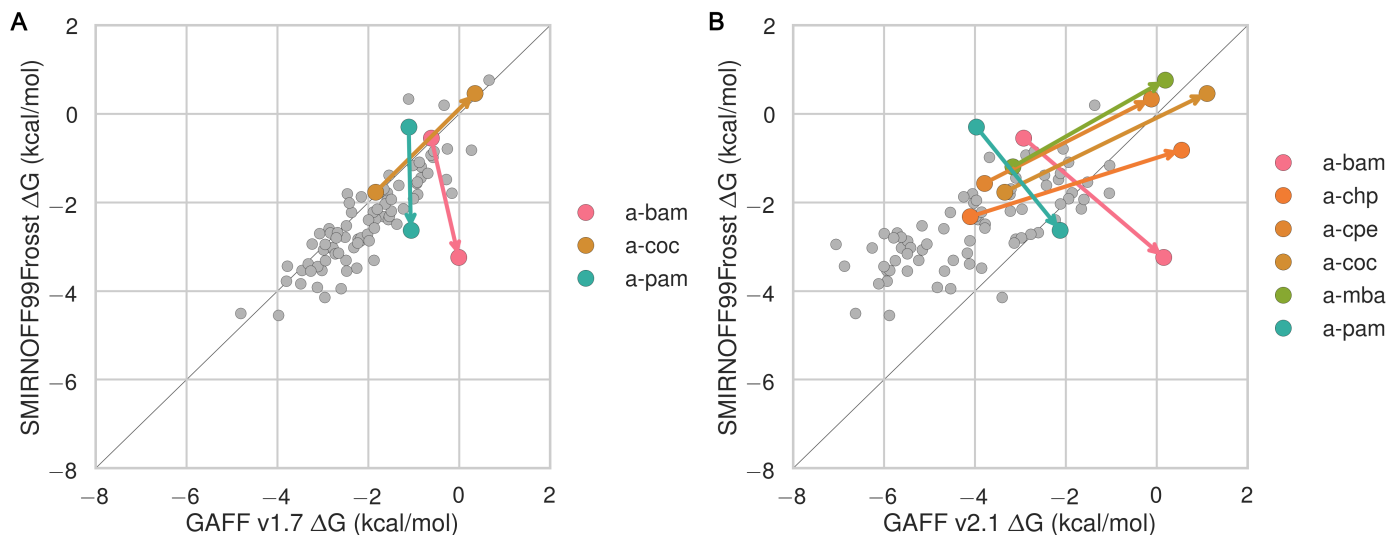 A
SMIRNOFF99Frosst ΔG (kcal/mol)
2
0
−2
−4
−6
−8
−8
−6
−4
−2
0
2
GAFF v1.7 ΔG (kcal/mol)
a-bam
a-coc
a-pam
B
SMIRNOFF99Frosst ΔG (kcal/mol)
2
0
−2
−4
−6
−8
−8
−6
−4
−2
0
2
GAFF v2.1 ΔG (kcal/mol)
a-bam
a-chp
a-cpe
a-coc
a-mba
a-pam